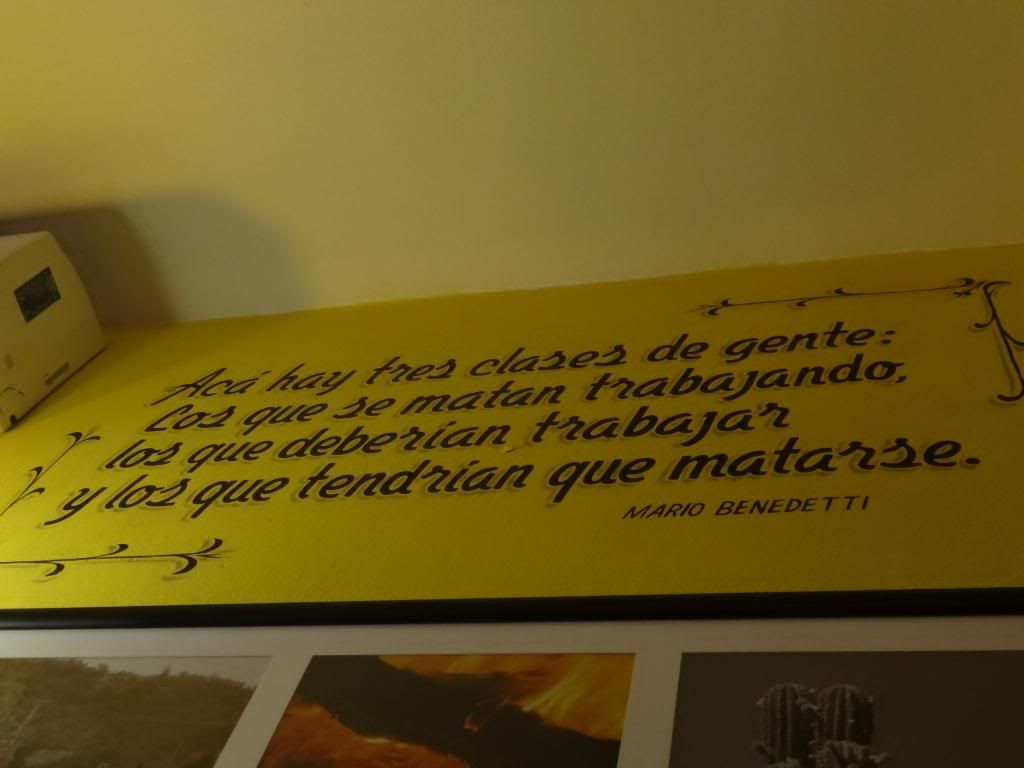 Acá hay tres clases de gente:
Los que se matan trabajando,
los que deberían trabajar
y los que tendrían que matarse.
MARIO BENEDETTI